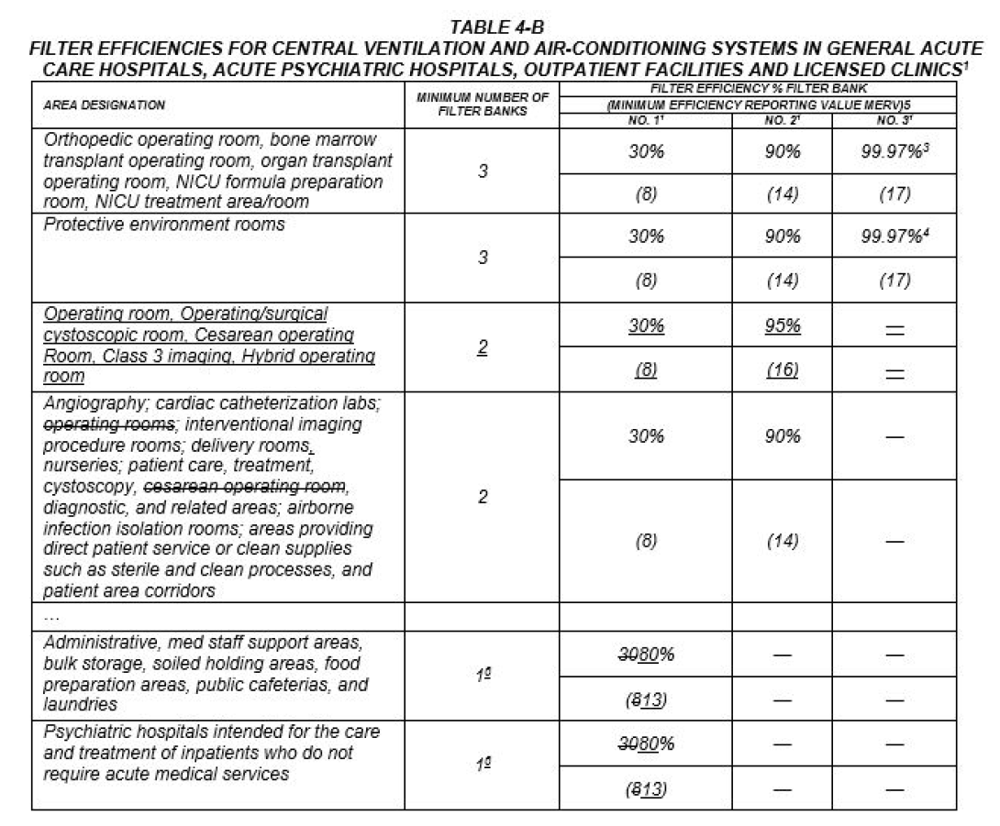 TABLE 4-B
FILTER EFFICIENCIES FOR CENTRAL VENTILATION AND AIR-CONDITIONING SYSTEMS IN GENERAL ACUTE
CARE HOSPITALS, ACUTE PSYCHIATRIC HOSPITALS, OUTPATIENT FACILITIES AND LICENSED CLINICS¹
AREA DESIGNATION
MINIMUM NUMBER OF
FILTER BANKS
FILTER EFFICIENCY % FILTER BANK
(MINIMUM EFFICIENCY REPORTING VALUE MERV)5
NO. 1¹ NO. 2¹ NO. 3¹
Orthopedic operating room, bone marrow
transplant operating room, organ transplant
operating room, NICU formula preparation
room, NICU treatment area/room
3
30% 90% 99.97%³
(8) (14) (17)
Protective environment rooms
3
30% 90% 99.97%⁴
(8) (14) (17)
Operating room, Operating/surgical
cystoscopic room, Cesarean operating
Room, Class 3 imaging, Hybrid operating
room
2
30% 95% —
(8) (16) —
Angiography; cardiac catheterization labs;
operating rooms; interventional imaging
procedure rooms; delivery rooms,
nurseries; patient care, treatment,
cystoscopy, cesarean operating room,
diagnostic, and related areas; airborne
infection isolation rooms; areas providing
direct patient service or clean supplies
such as sterile and clean processes, and
patient area corridors
2
30% 90% —
(8) (14) —
...
Administrative, med staff support areas,
bulk storage, soiled holding areas, food
preparation areas, public cafeterias, and
laundries
1
3080% — —
(813) — —
Psychiatric hospitals intended for the care
and treatment of inpatients who do not
require acute medical services
1
3080% — —
(813) — —